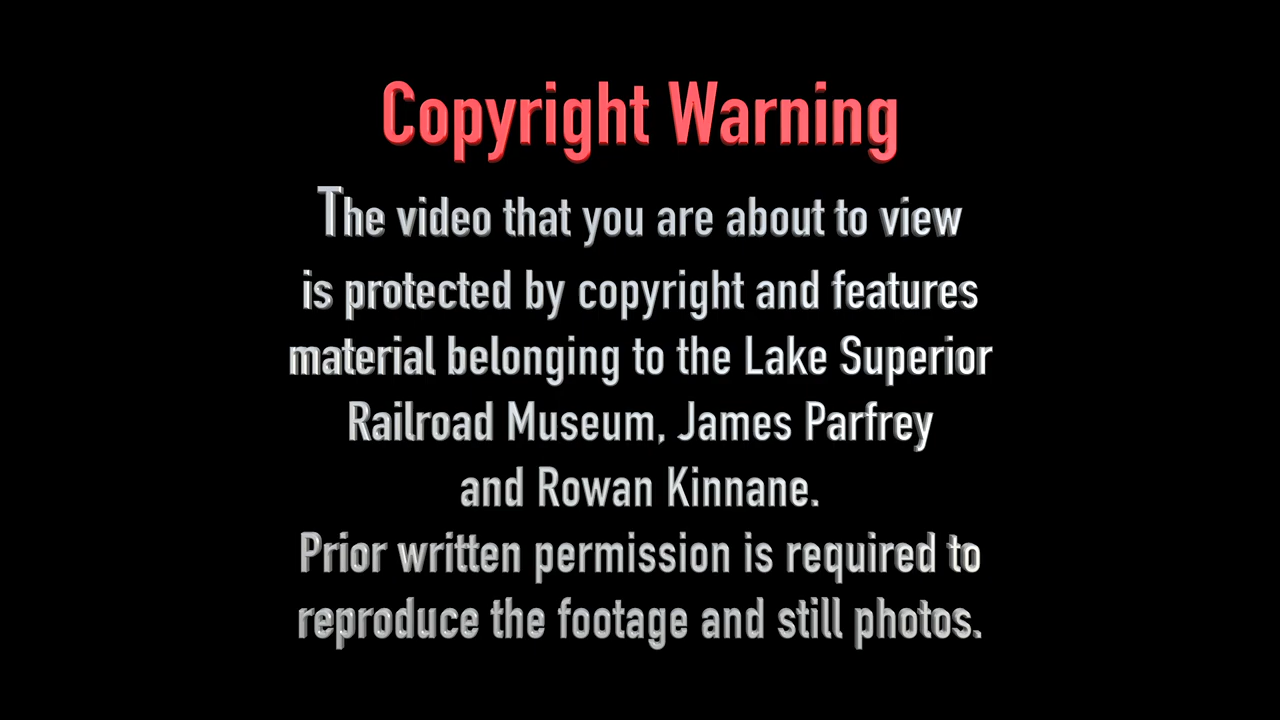 Copyright Warning
The video that you are about to view
is protected by copyright and features
material belonging to the Lake Superior
Railroad Museum, James Parfrey
and Rowan Kinnane.
Prior written permission is required to
reproduce the footage and still photos.